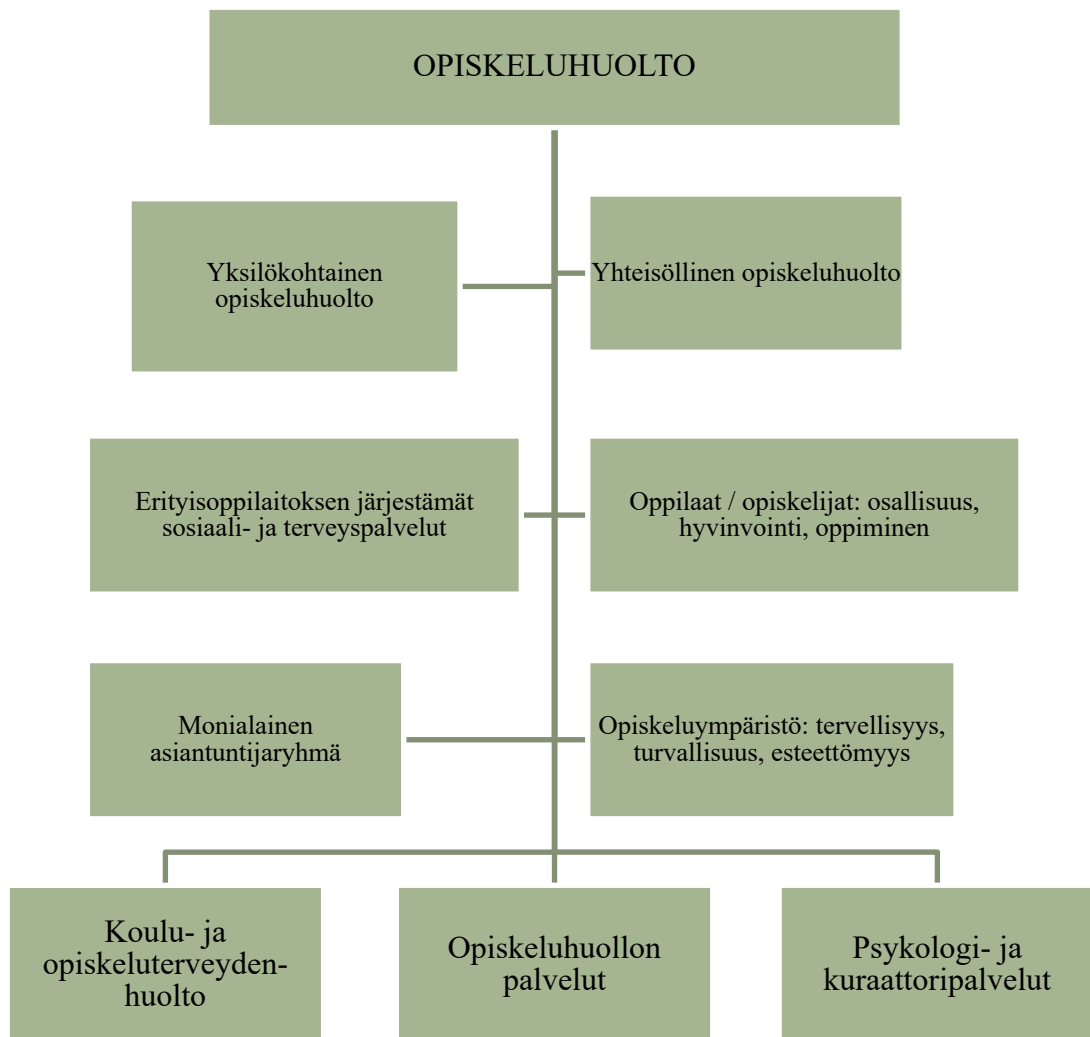 OPISKELUHUOLTO
Yksilökohtainen
opiskeluhuolto
Yhteisöllinen opiskeluhuolto
Erityisoppilaitoksen järjestämät
sosiaali- ja terveyspalvelut
Oppilaat / opiskelijat: osallisuus,
hyvinvointi, oppiminen
Monialainen
asiantuntijaryhmä
Opiskeluympäristö: tervellisyys,
turvallisuus, esteettömyys
Koulu- ja
opiskeluterveyden-
huolto
Opiskeluhuollon
palvelut
Psykologi- ja
kuraattoripalvelut